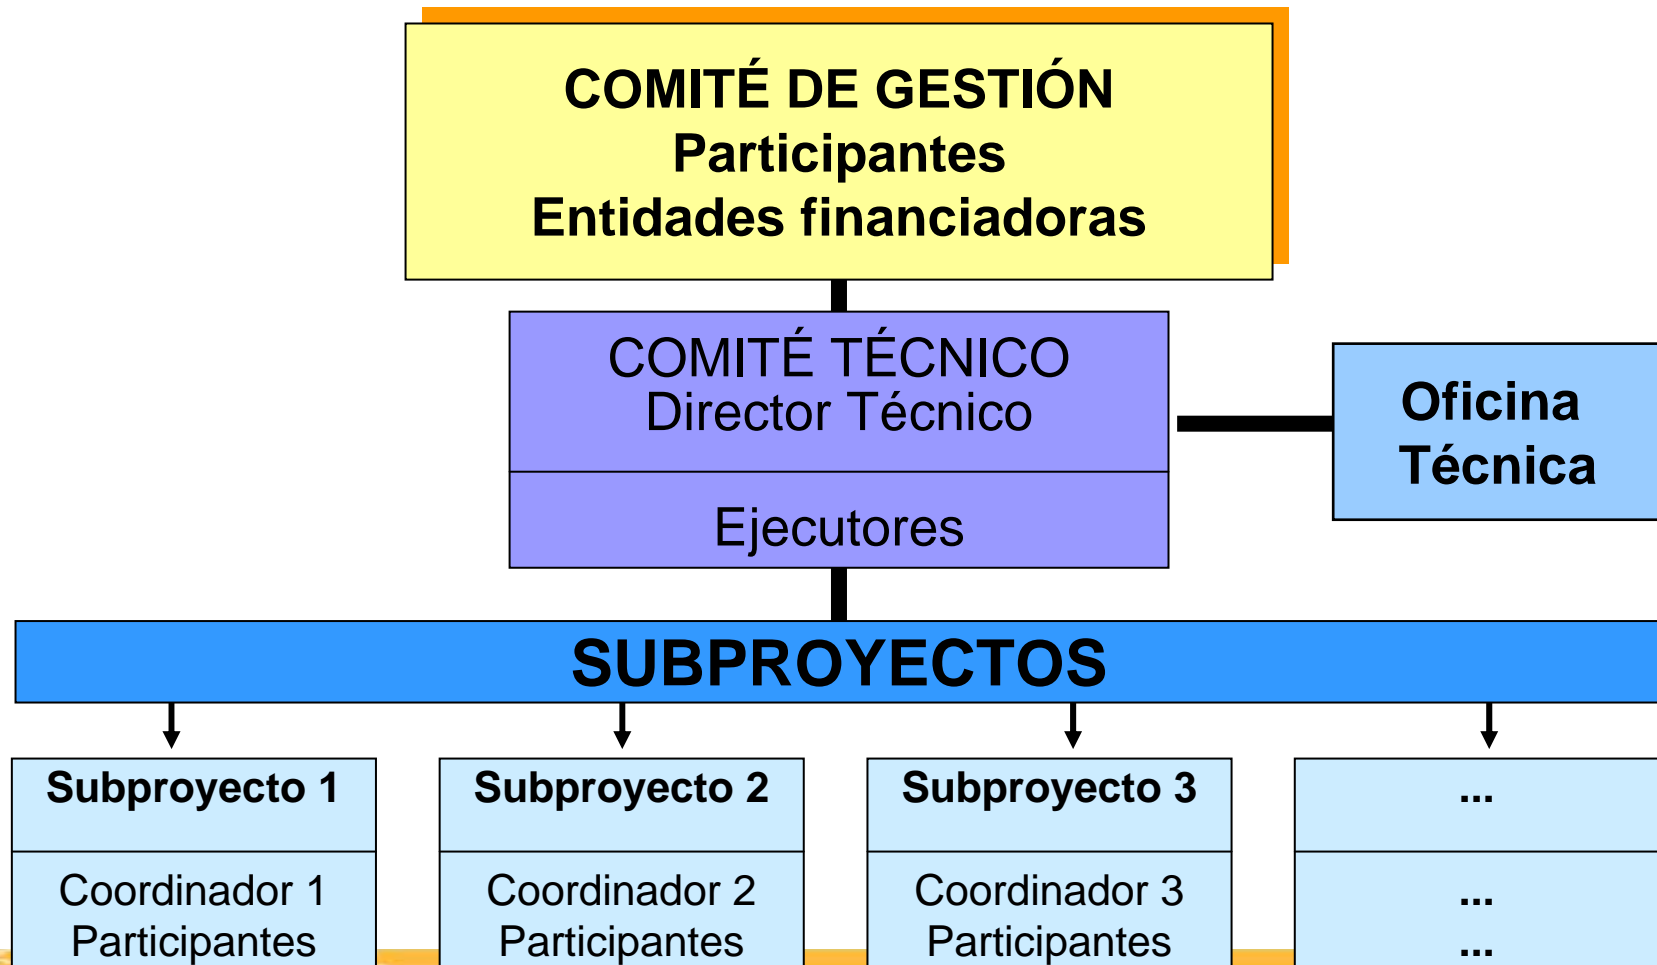 COMITÉ DE GESTIÓN
Participantes
Entidades financiadoras
COMITÉ TÉCNICO
Director Técnico
Ejecutores
Oficina
Técnica
SUBPROYECTOS
Subproyecto 1
Coordinador 1
Participantes
Subproyecto 2
Coordinador 2
Participantes
Subproyecto 3
Coordinador 3
Participantes
...
...
...